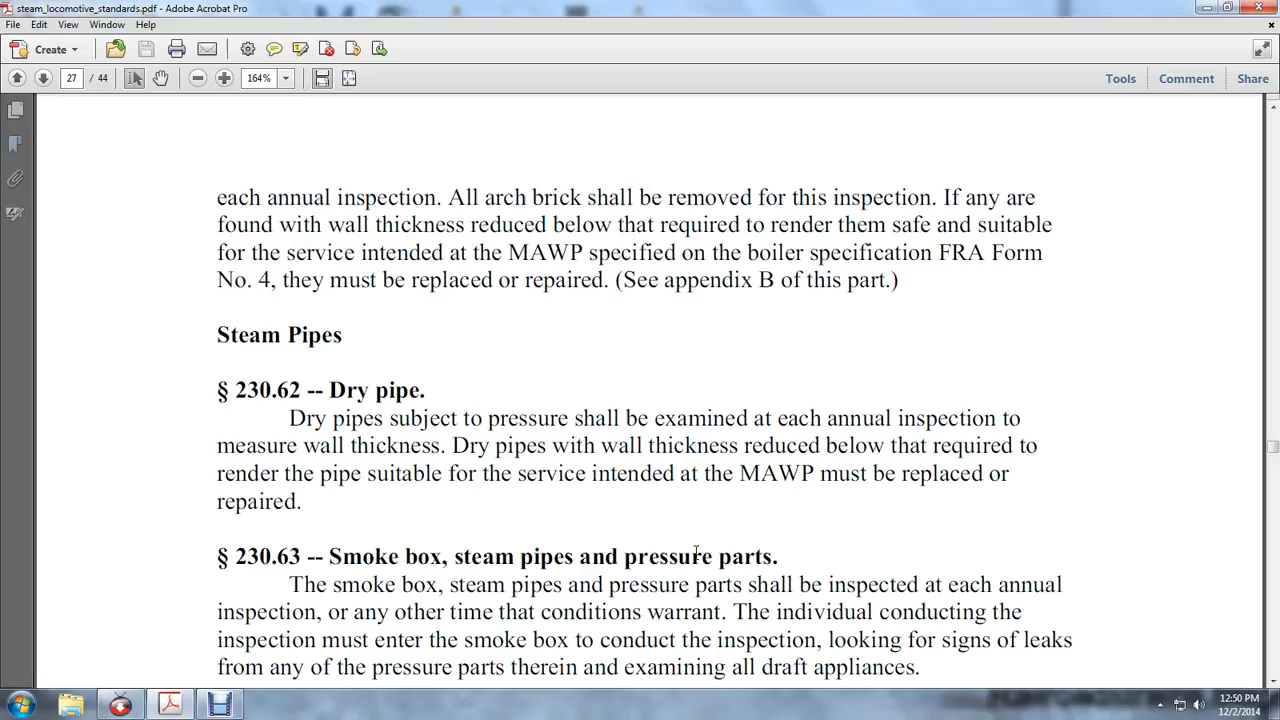 steam_locomotive_standards.pdf - Adobe Acrobat Pro
File Edit View Window Help
Create
27 / 44 164% Tools Comment Share
each annual inspection. All arch brick shall be removed for this inspection. If any are
found with wall thickness reduced below that required to render them safe and suitable
for the service intended at the MAWP specified on the boiler specification FRA Form
No. 4, they must be replaced or repaired. (See appendix B of this part.)
Steam Pipes
§ 230.62 -- Dry pipe.
Dry pipes subject to pressure shall be examined at each annual inspection to
measure wall thickness. Dry pipes with wall thickness reduced below that required to
render the pipe suitable for the service intended at the MAWP must be replaced or
repaired.
§ 230.63 -- Smoke box, steam pipes and pressure parts.
The smoke box, steam pipes and pressure parts shall be inspected at each annual
inspection, or any other time that conditions warrant. The individual conducting the
inspection must enter the smoke box to conduct the inspection, looking for signs of leaks
from any of the pressure parts therein and examining all draft appliances.
12:50 PM
12/2/2014